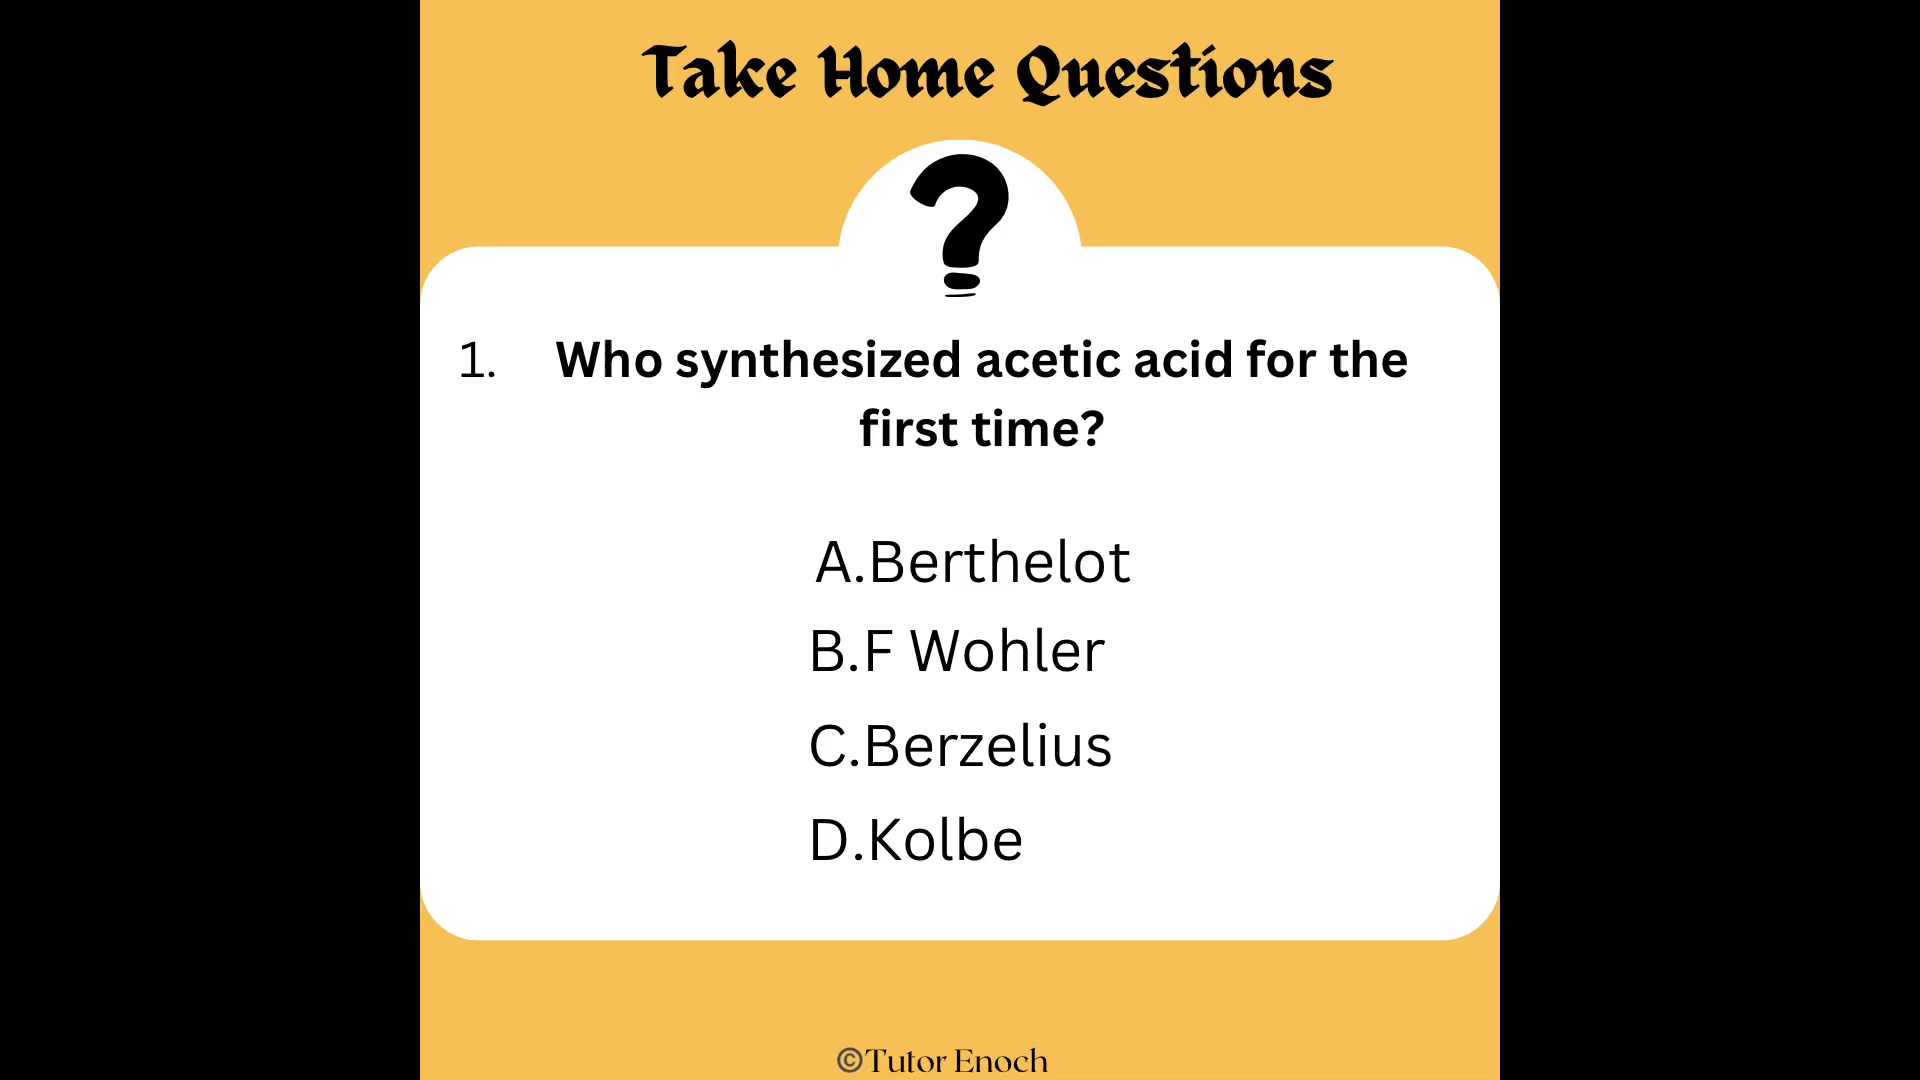 Take Home Questions
?
1. Who synthesized acetic acid for the
first time?
A.Berthelot
B.F Wohler
C.Berzelius
D.Kolbe
©Tutor Enoch